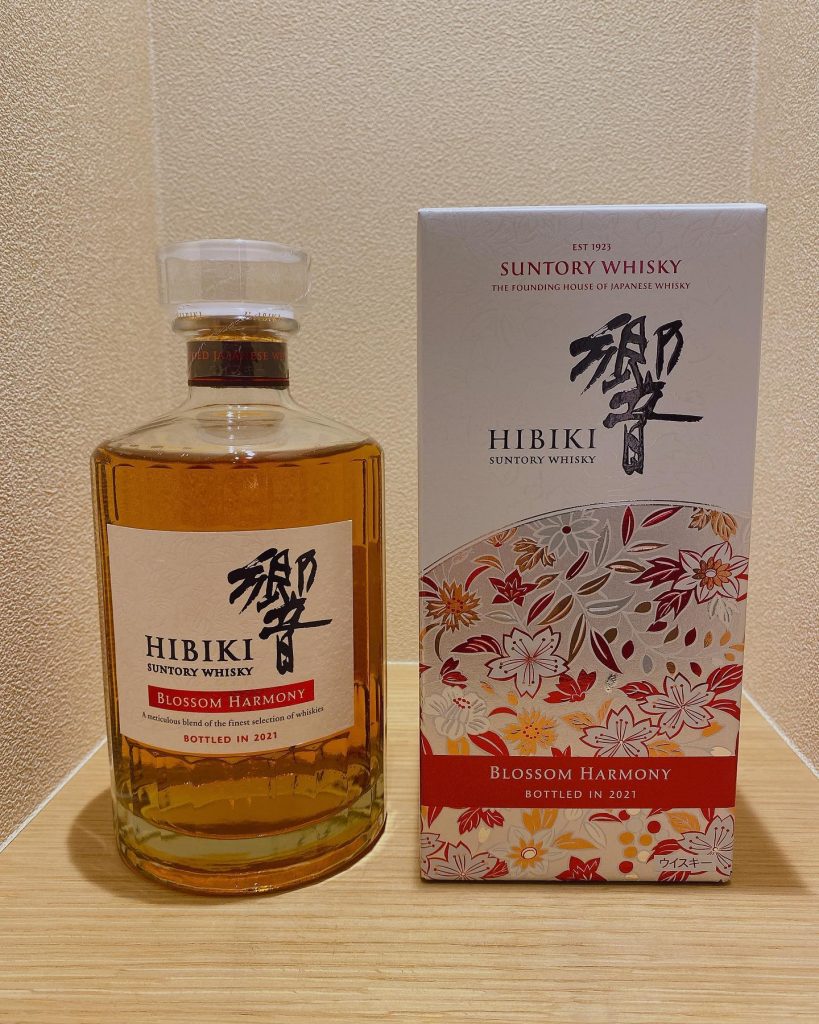 HIBIKI
JAPANESE
響
HIBIKI
SUNTORY WHISKY
BLOSSOM HARMONY
A meticulous blend of the finest selection of whiskies
BOTTLED IN 2021
EST 1923
SUNTORY WHISKY
THE FOUNDING HOUSE OF JAPANESE WHISKY
響
HIBIKI
SUNTORY WHISKY
BLOSSOM HARMONY
BOTTLED IN 2021
ウイスキー